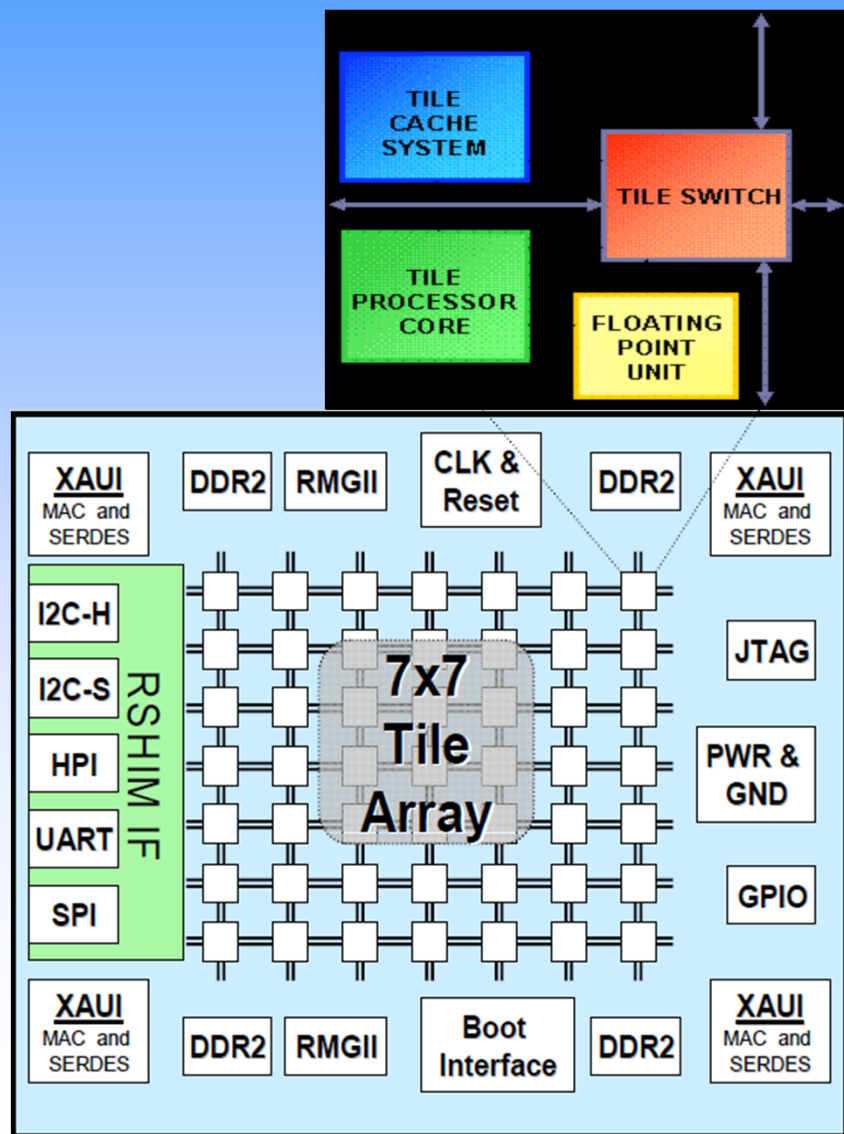 TILE
CACHE
SYSTEM
TILE SWITCH
TILE
PROCESSOR
CORE
FLOATING
POINT
UNIT
XAUI
MAC and
SERDES
DDR2
RMGII
CLK &
Reset
DDR2
XAUI
MAC and
SERDES
I2C-H
I2C-S
HPI
UART
SPI
RSHIM IF
7x7
Tile
Array
JTAG
PWR &
GND
GPIO
XAUI
MAC and
SERDES
DDR2
RMGII
Boot
Interface
DDR2
XAUI
MAC and
SERDES